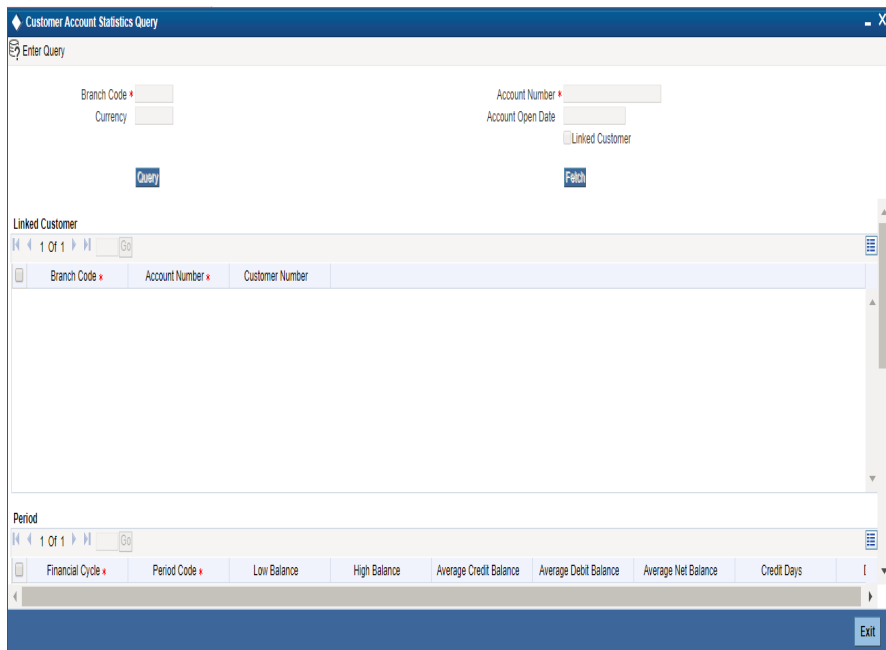 Customer Account Statistics Query
Enter Query
Branch Code *
Account Number *
Currency
Account Open Date
Linked Customer
Query
Fetch
Linked Customer
1 Of 1 Go
Branch Code * Account Number * Customer Number
Period
1 Of 1 Go
Financial Cycle * Period Code * Low Balance High Balance Average Credit Balance Average Debit Balance Average Net Balance Credit Days
Exit